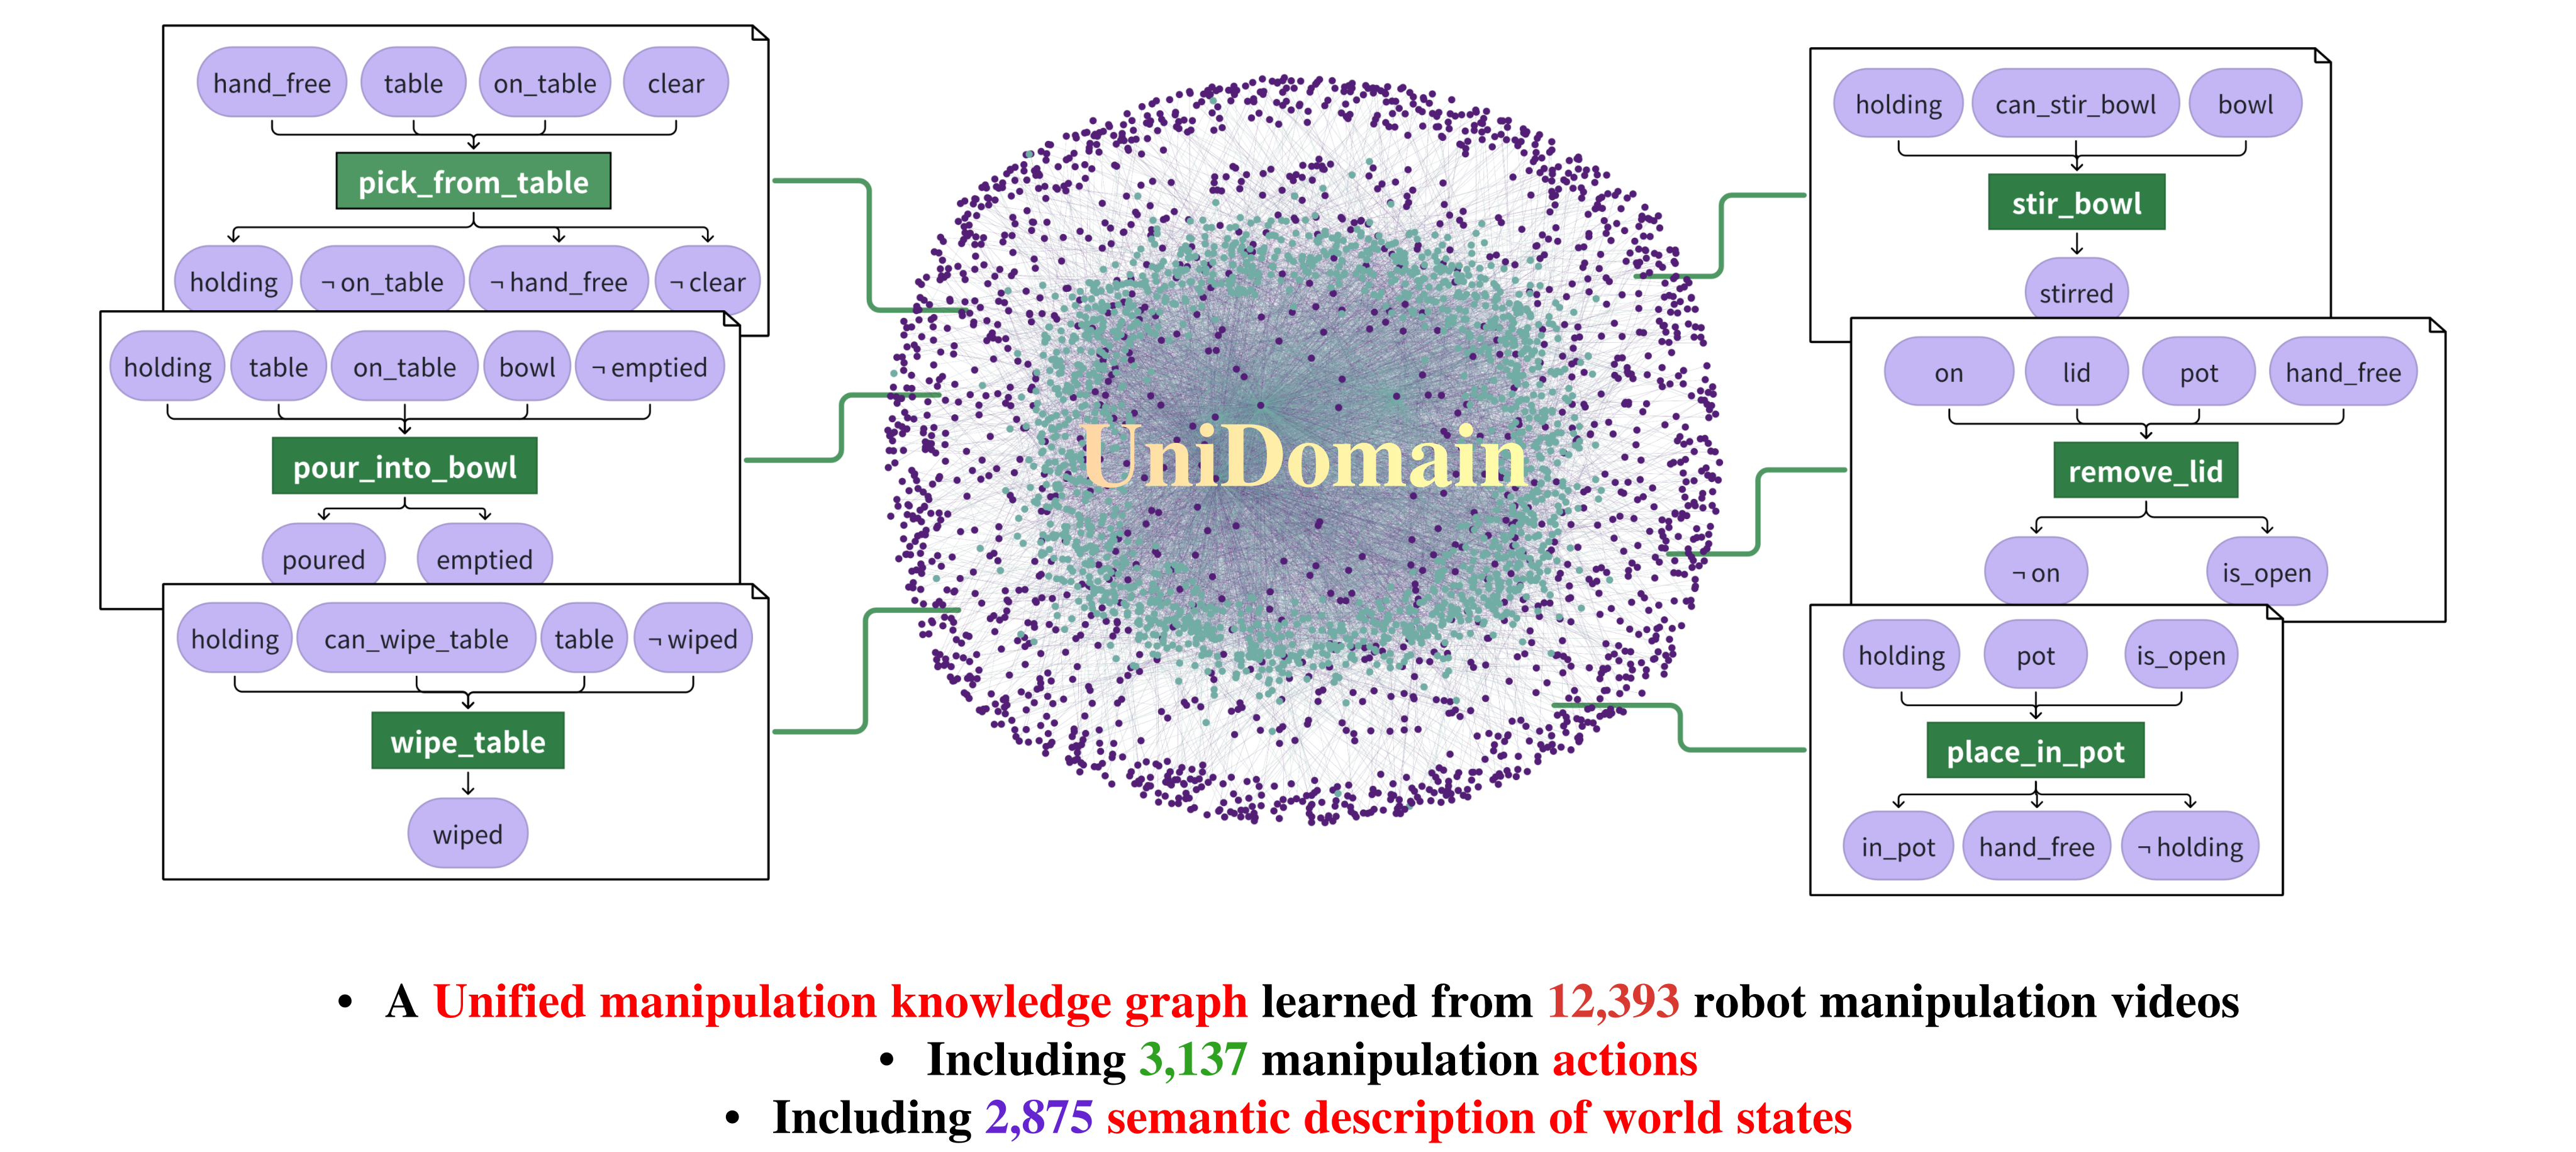 hand_free table on_table clear
pick_from_table
holding ¬ on_table ¬ hand_free ¬ clear
holding table on_table bowl ¬ emptied
pour_into_bowl
poured emptied
holding can_wipe_table table ¬ wiped
wipe_table
wiped
UniDomain
holding can_stir_bowl bowl
stir_bowl
stirred
on lid pot hand_free
remove_lid
¬ on is_open
holding pot is_open
place_in_pot
in_pot hand_free ¬ holding
• A Unified manipulation knowledge graph learned from 12,393 robot manipulation videos
• Including 3,137 manipulation actions
• Including 2,875 semantic description of world states